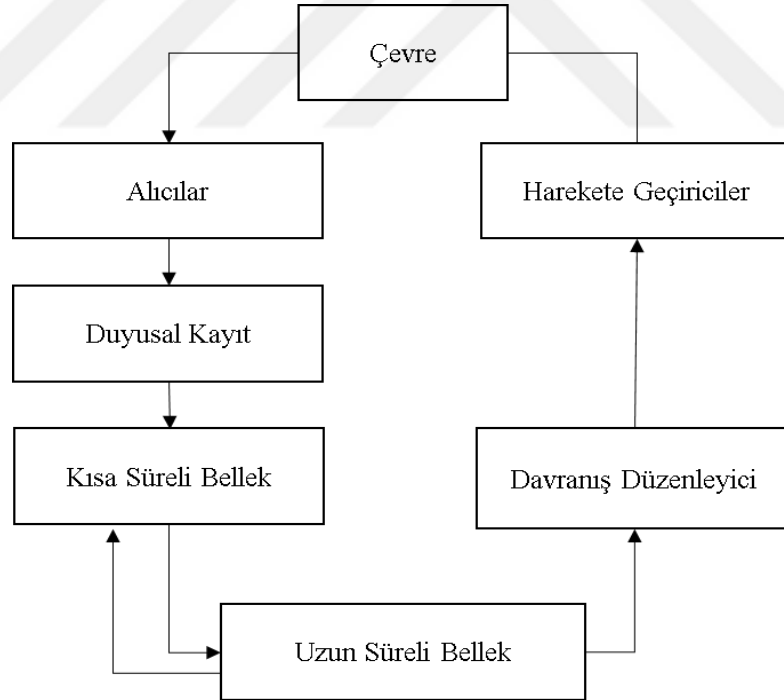 Çevre
Alıcılar
Harekete Geçiriciler
Duyusal Kayıt
Kısa Süreli Bellek
Davranış Düzenleyici
Uzun Süreli Bellek